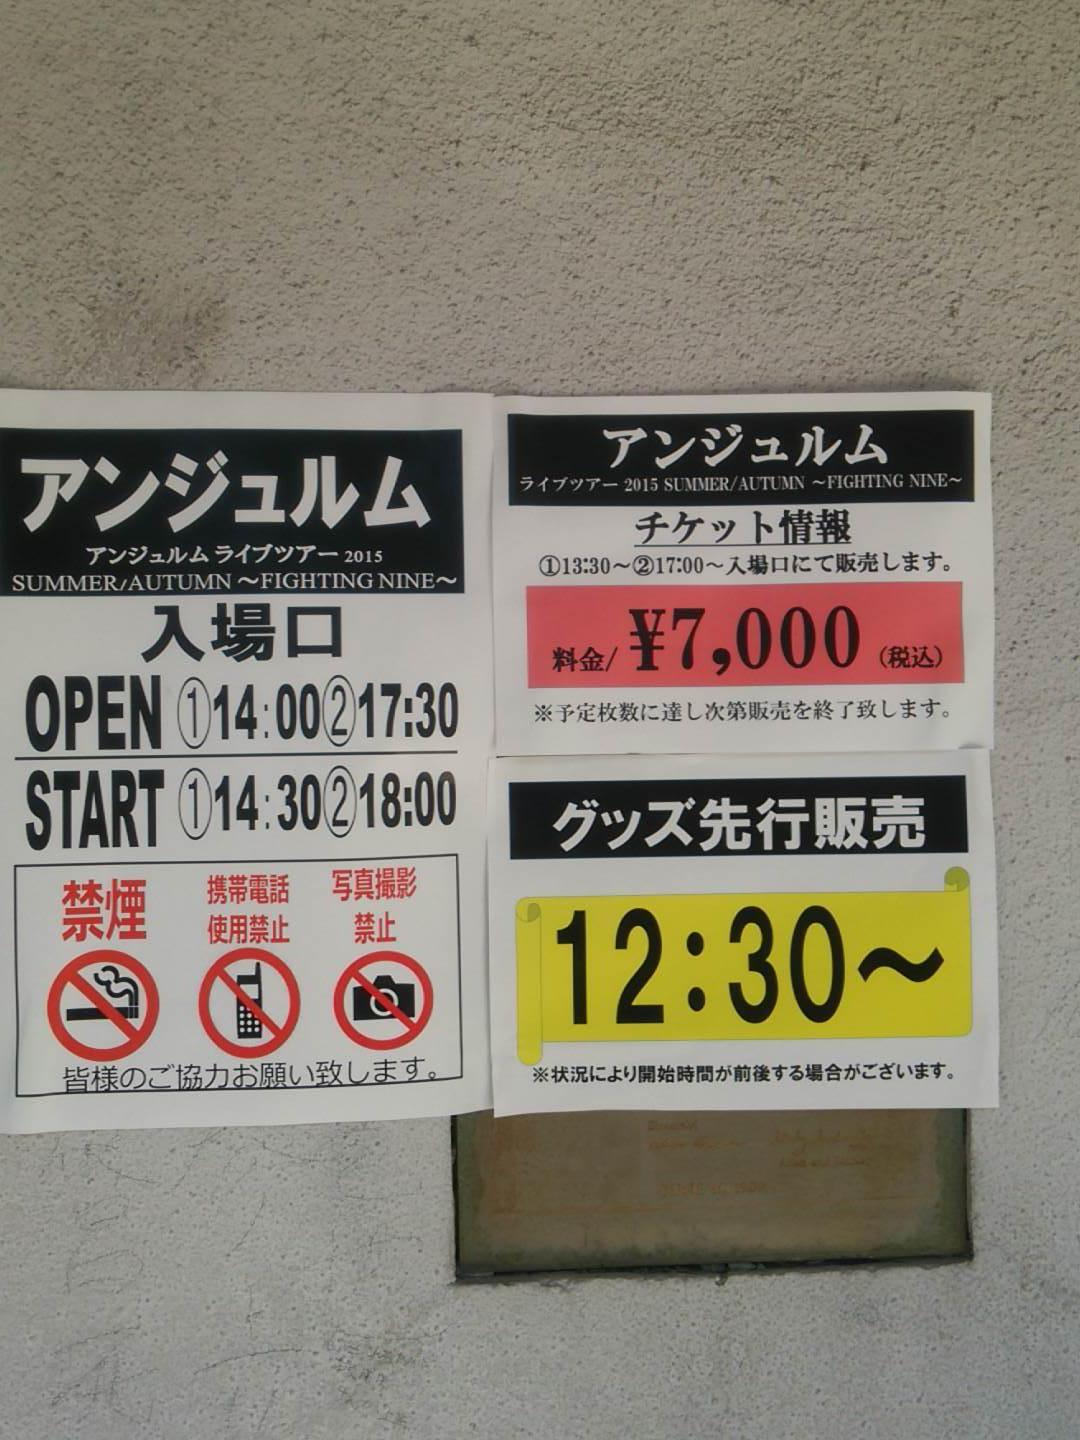 アンジュルム
アンジュルム ライブツアー 2015
SUMMER/AUTUMN ～FIGHTING NINE～
入場口
OPEN ①14:00②17:30
START ①14:30②18:00
禁煙
携帯電話
使用禁止
写真撮影
禁止
皆様のご協力お願い致します。
アンジュルム
ライブツアー 2015 SUMMER/AUTUMN ～FIGHTING NINE～
チケット情報
①13:30～②17:00～入場口にて販売します。
料金/¥7,000（税込）
※予定枚数に達し次第販売を終了致します。
グッズ先行販売
12:30～
※状況により開始時間が前後する場合がございます。